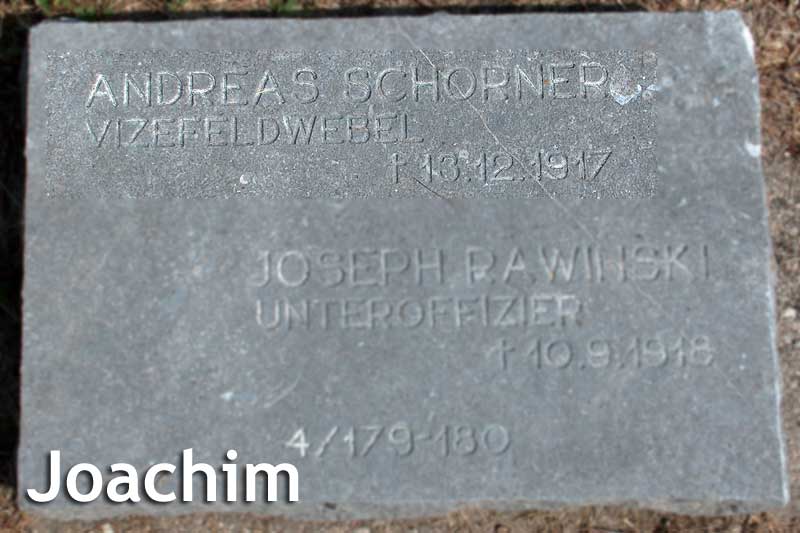 ANDREAS SCHORNER
VIZEFELDWEBEL
† 13.12.1917
JOSEPH RAWINSKI
UNTEROFFIZIER
† 10.9.1918
4/179-180
Joachim